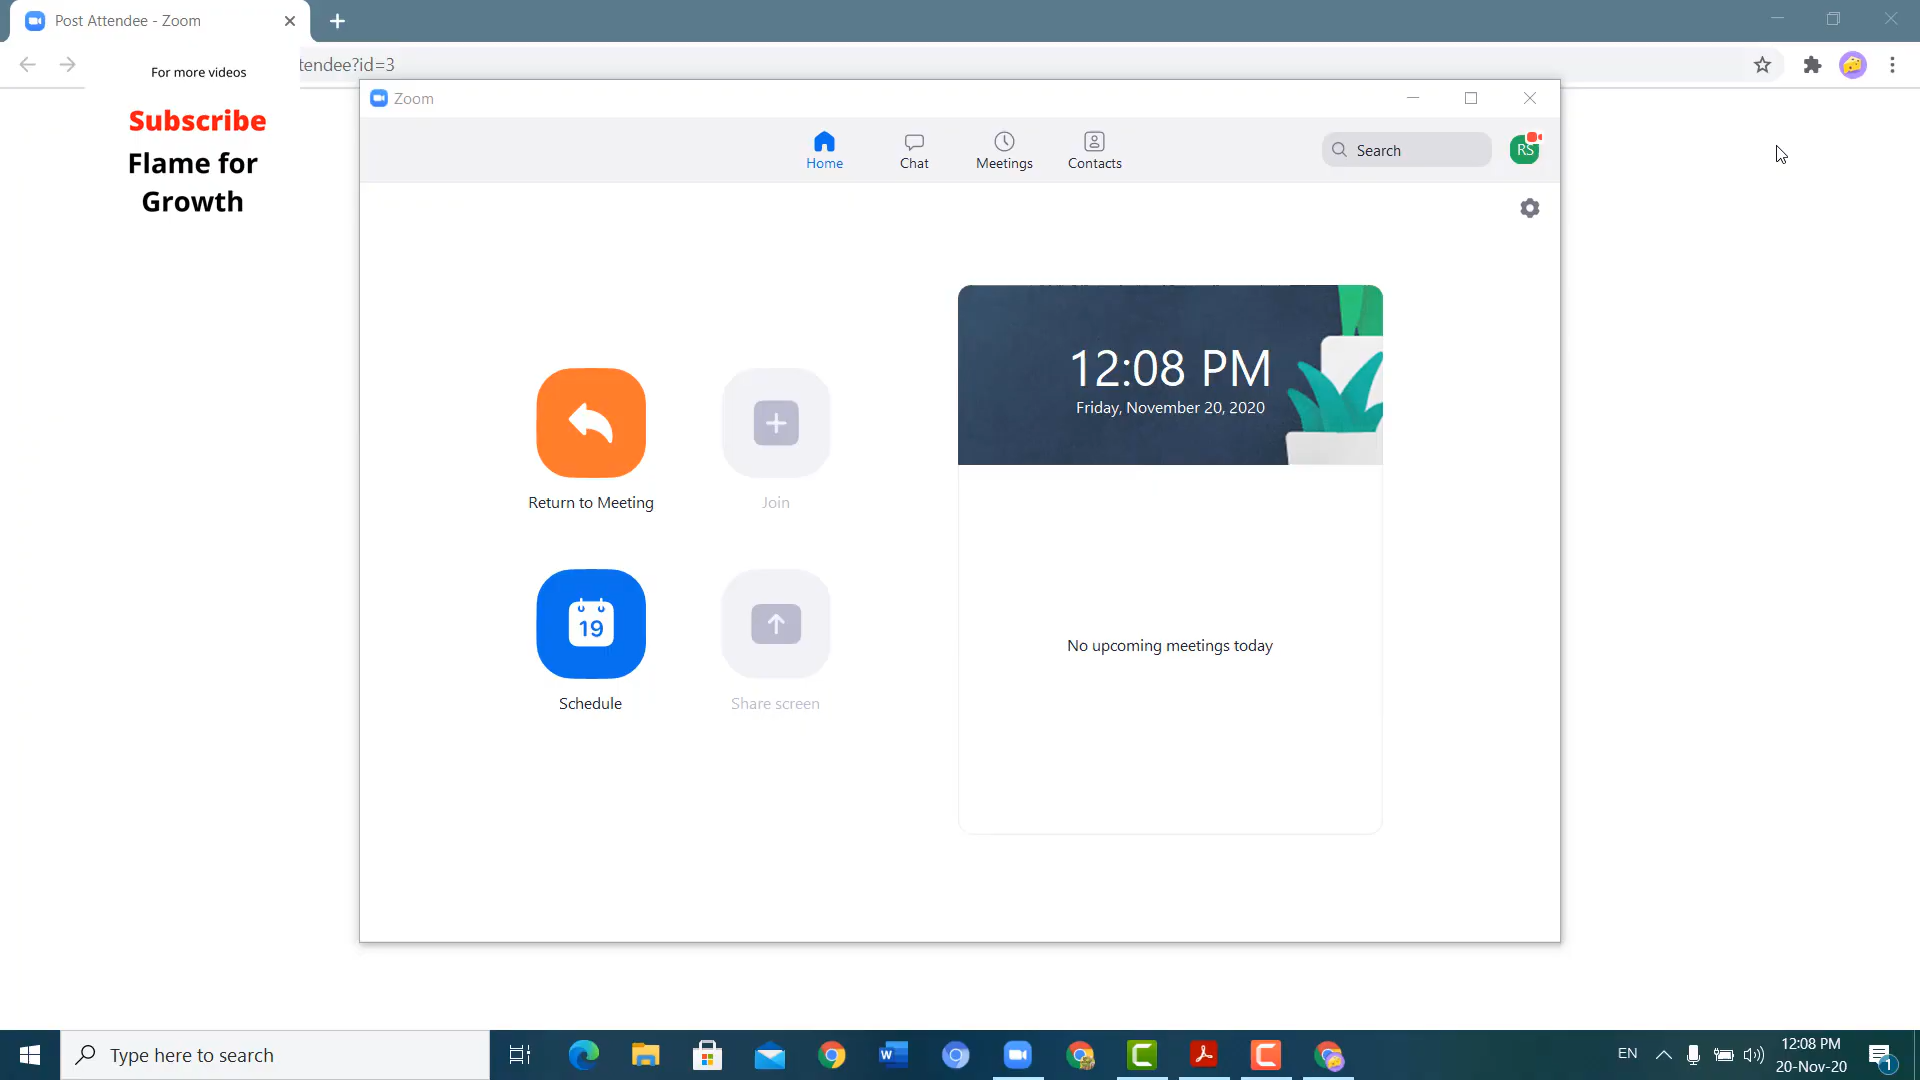 Post Attendee - Zoom
For more videos
tendee?id=3
Subscribe
Flame for
Growth
Zoom
Home
Chat
Meetings
Contacts
Search
RS
12:08 PM
Friday, November 20, 2020
Return to Meeting
Join
19
Schedule
Share screen
No upcoming meetings today
Type here to search
W
EN
12:08 PM
20-Nov-20
1